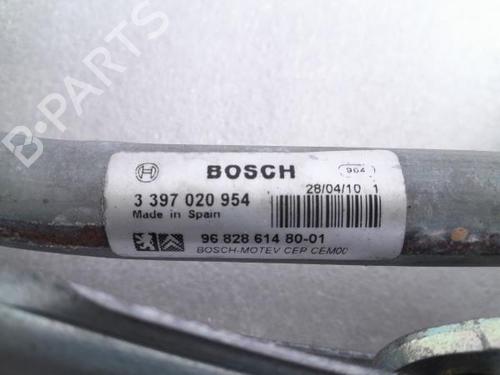 B-PARTS
BOSCH
964
3 397 020 954
28/04/10 1
Made in Spain
96 828 614 80-01
BOSCH-MOTEV CEP CEM00